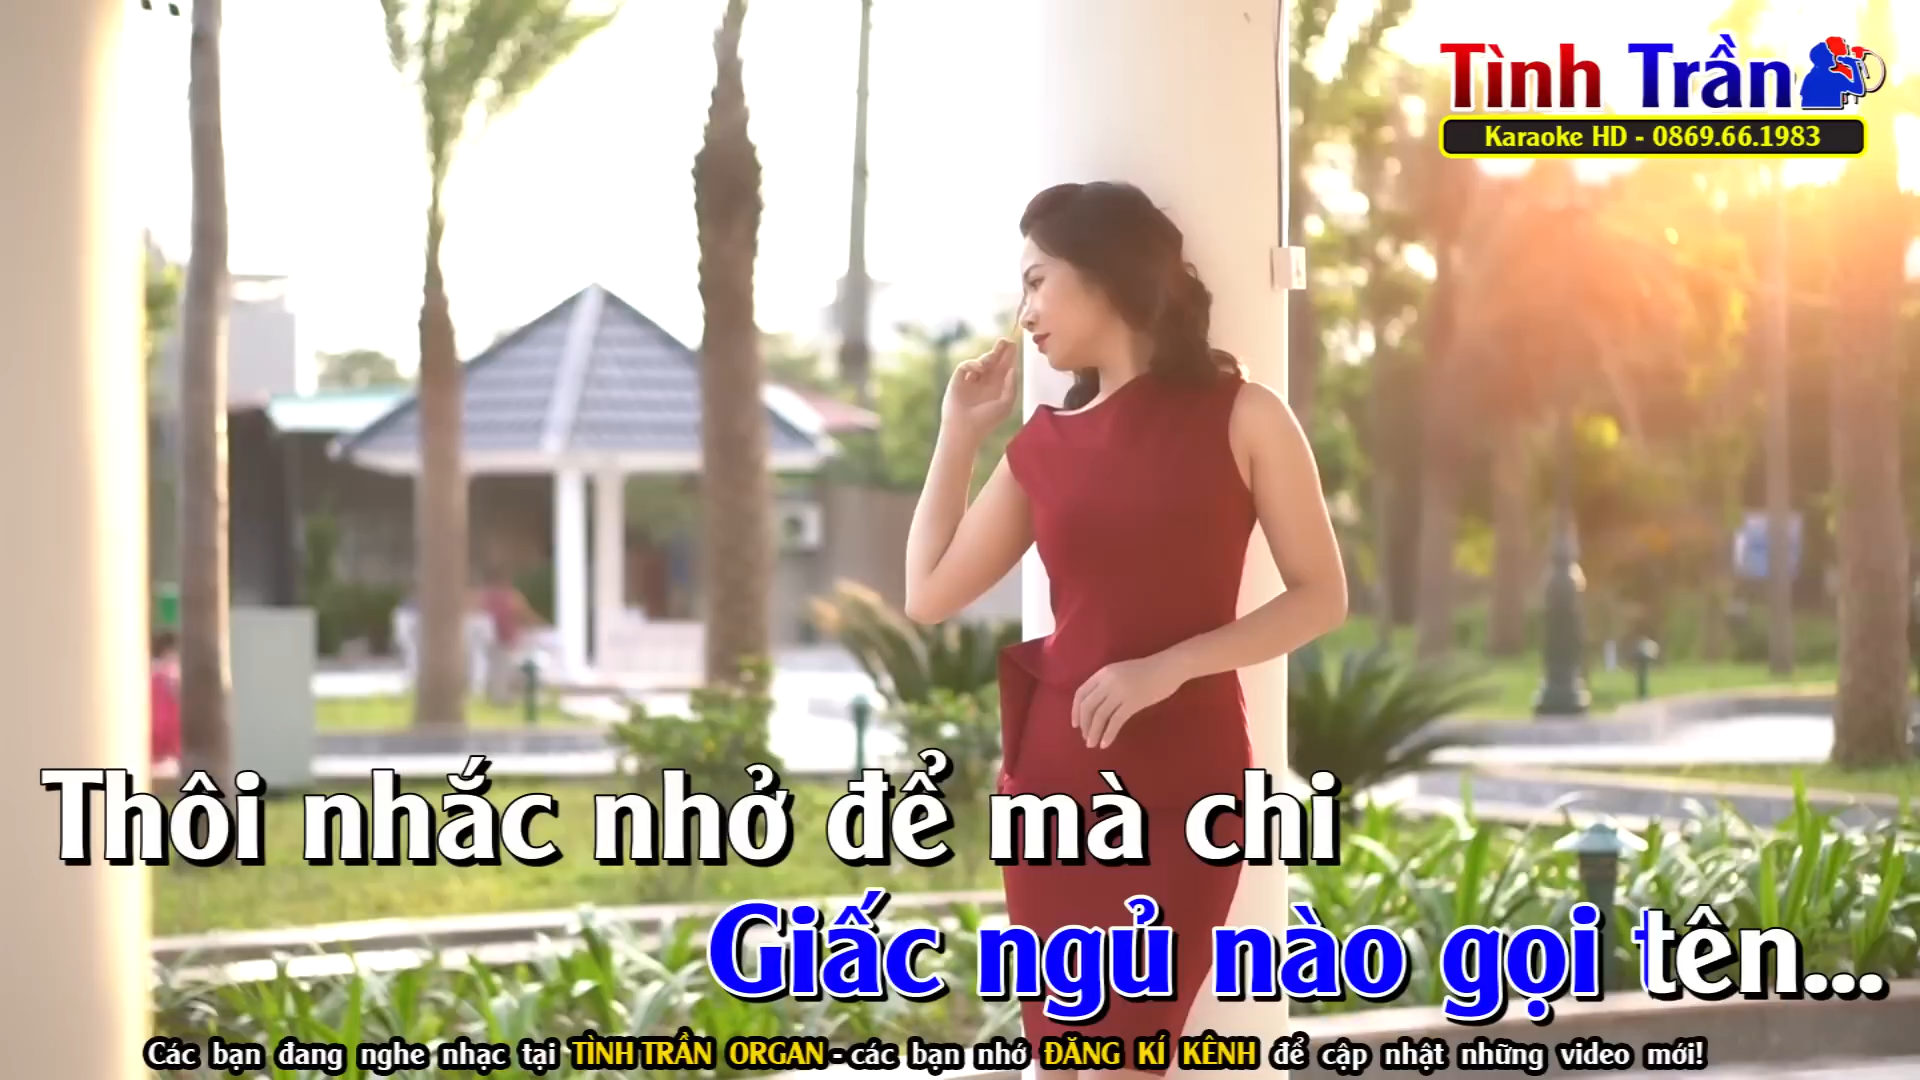 Tình Trần
Karaoke HD - 0869.66.1983
Thôi nhắc nhở để mà chi
Giấc ngủ nào gọi tên...
Các bạn đang nghe nhạc tại TÌNH TRẦN ORGAN - các bạn nhớ ĐĂNG KÍ KÊNH để cập nhật những video mới!